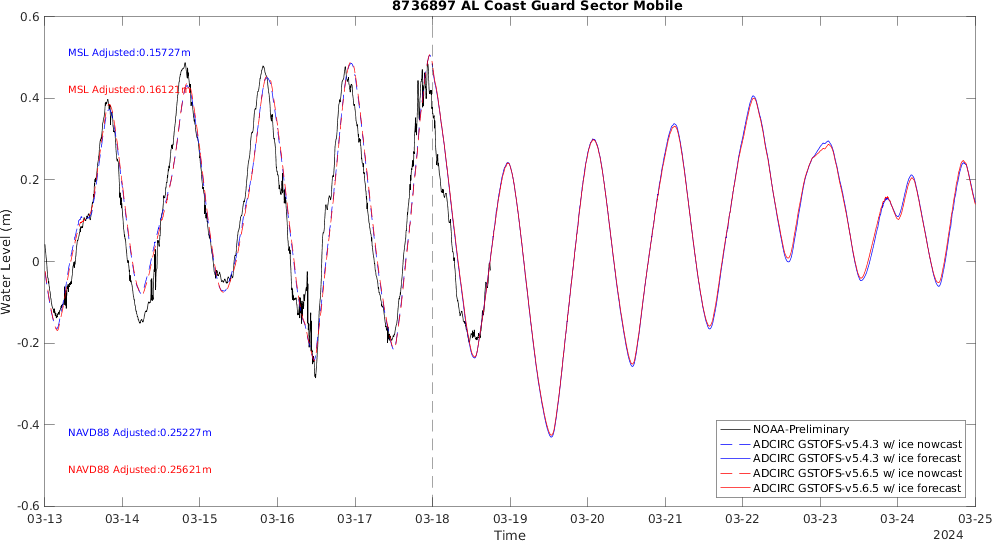 8736897 AL Coast Guard Sector Mobile
0.6
0.4
0.2
0
-0.2
-0.4
-0.6
Water Level (m)
MSL Adjusted:0.15727m
MSL Adjusted:0.16121m
NAVD88 Adjusted:0.25227m
NAVD88 Adjusted:0.25621m
NOAA-Preliminary
ADCIRC GSTOFS-v5.4.3 w/ ice nowcast
ADCIRC GSTOFS-v5.4.3 w/ ice forecast
ADCIRC GSTOFS-v5.6.5 w/ ice nowcast
ADCIRC GSTOFS-v5.6.5 w/ ice forecast
03-13 03-14 03-15 03-16 03-17 03-18 03-19 03-20 03-21 03-22 03-23 03-24 03-25
Time
2024